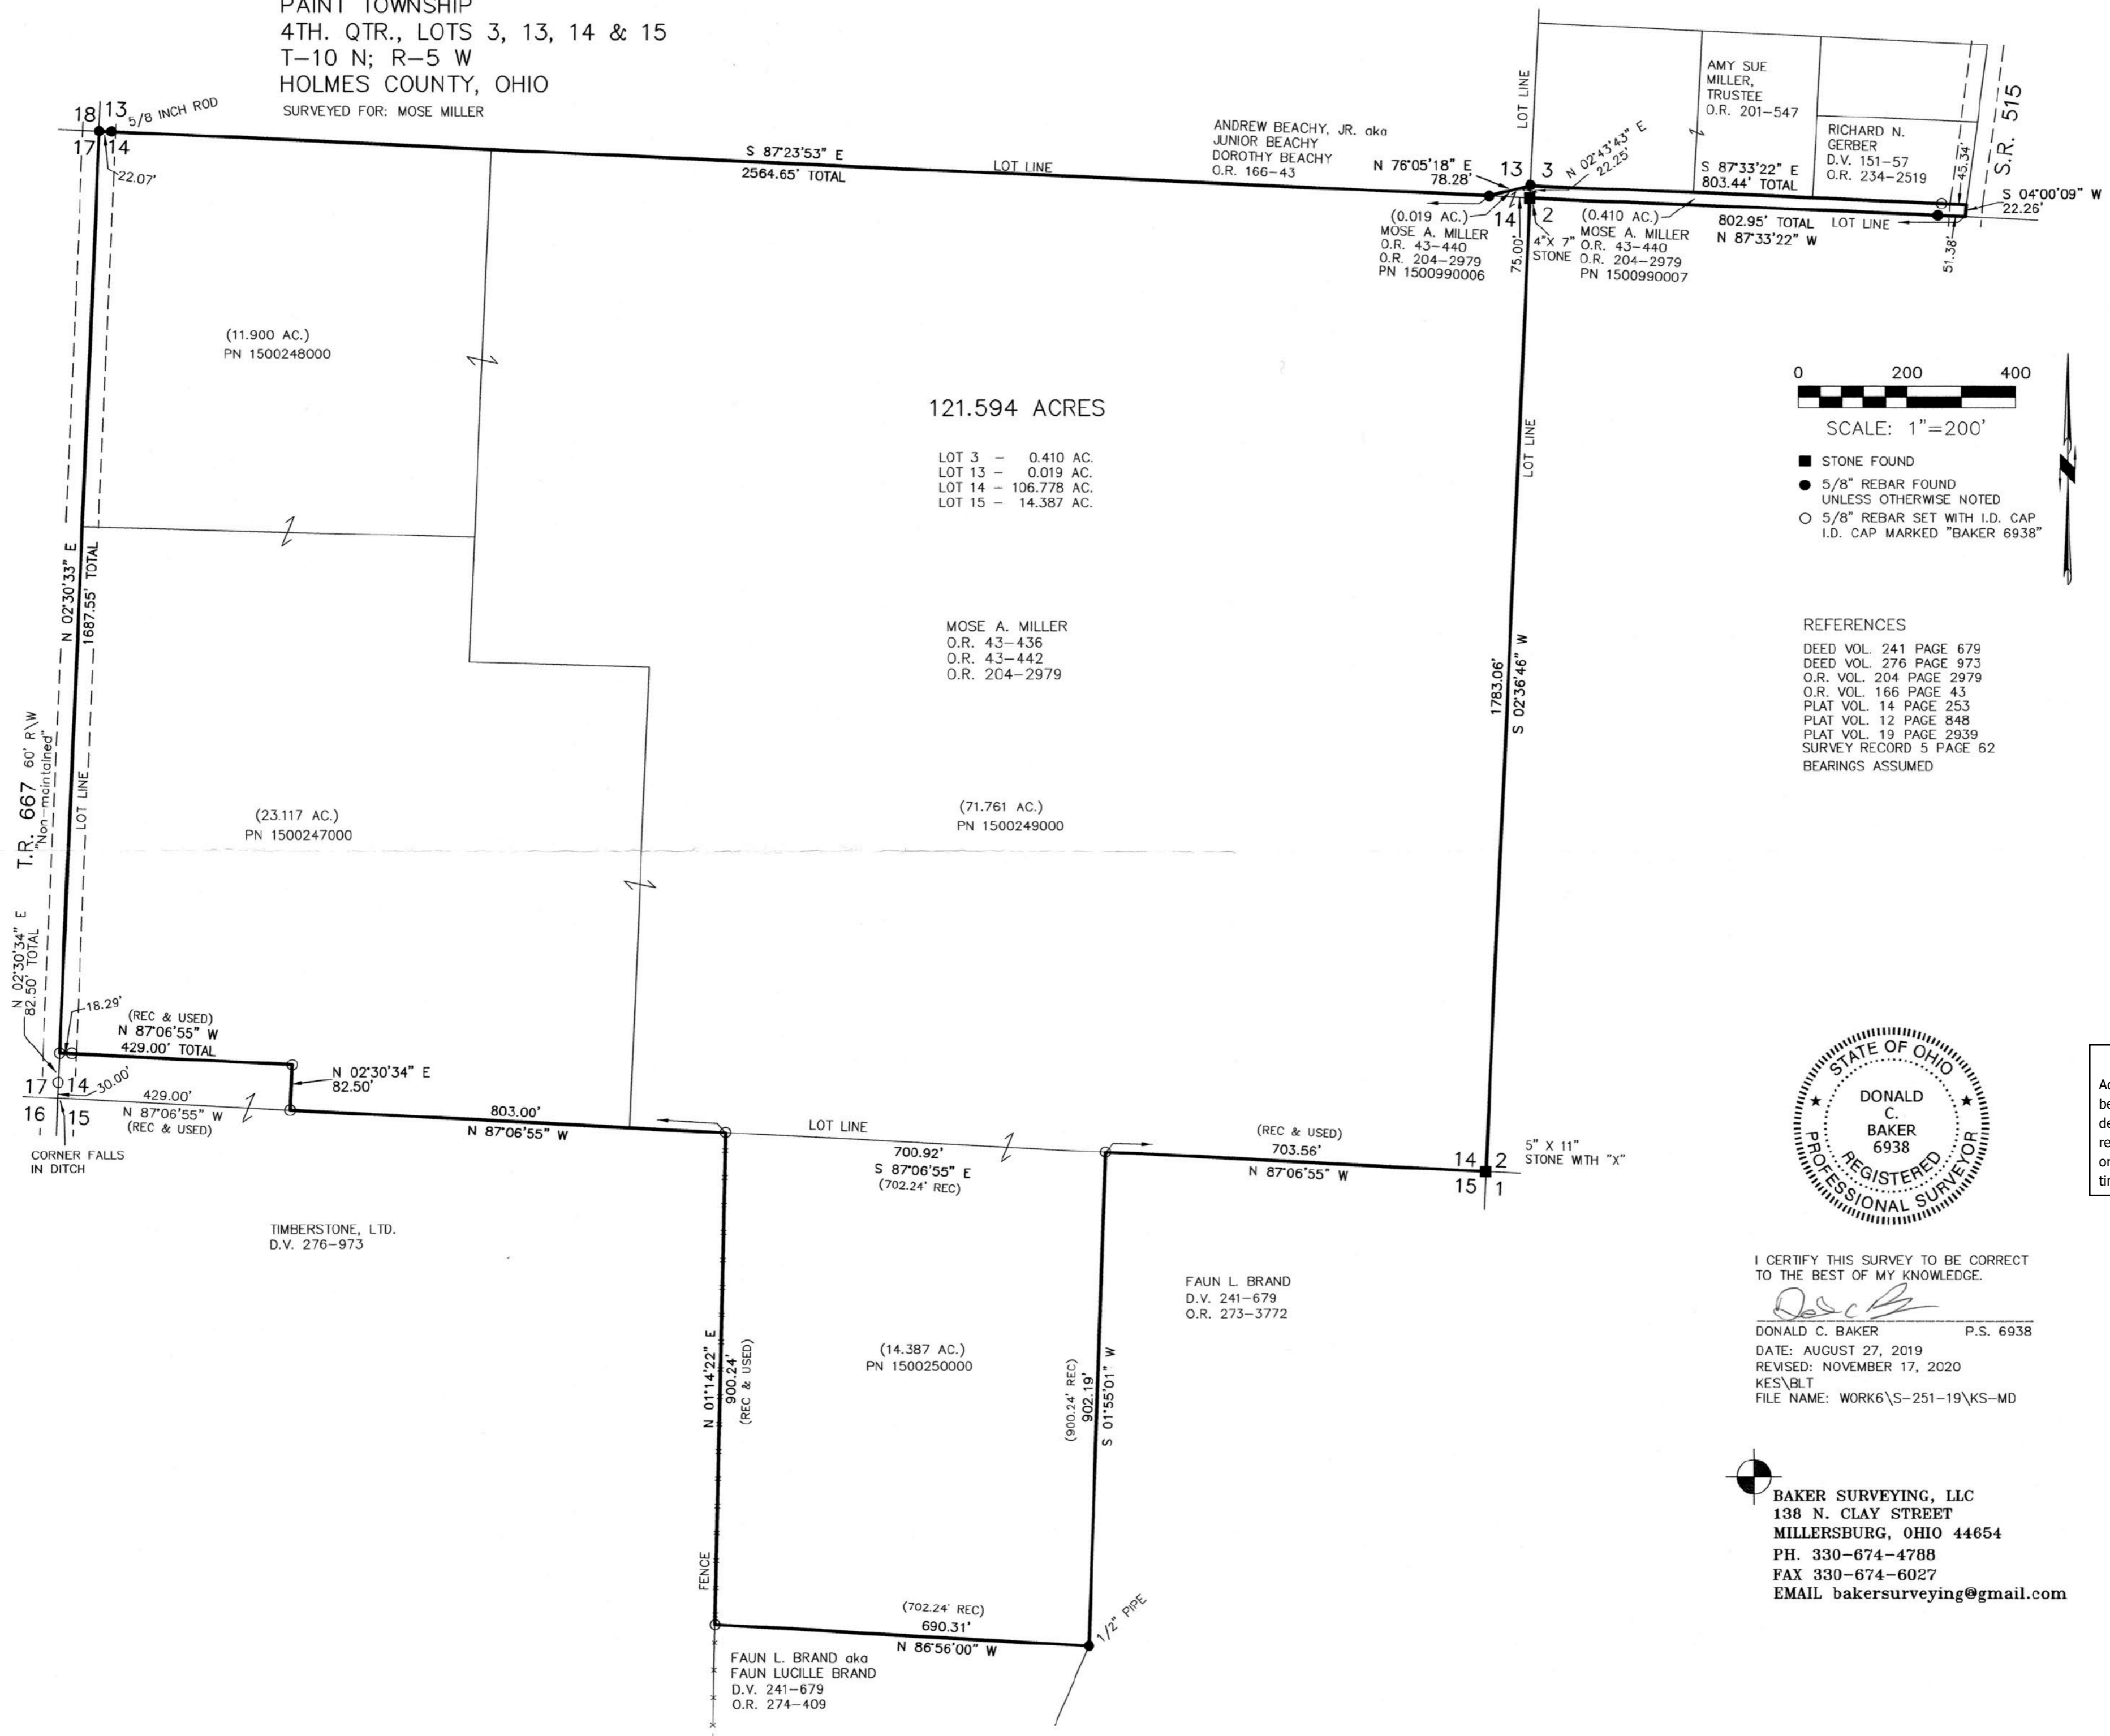 PAINT TOWNSHIP
4TH. QTR., LOTS 3, 13, 14 & 15
T-10 N; R-5 W
HOLMES COUNTY, OHIO
SURVEYED FOR: MOSE MILLER
18 13
17 14
5/8 INCH ROD
22.07'
S 87°23'53" E
2564.65' TOTAL
LOT LINE
ANDREW BEACHY, JR. aka
JUNIOR BEACHY
DOROTHY BEACHY
O.R. 166-43
N 76°05'18" E
78.28'
LOT LINE
13 3
14 2
N 02°43'43" E
22.25'
AMY SUE
MILLER,
TRUSTEE
O.R. 201-547
RICHARD N.
GERBER
D.V. 151-57
O.R. 234-2519
S 87°33'22" E
803.44' TOTAL
45.34'
S.R. 515
S 04°00'09" W
22.26'
802.95' TOTAL
N 87°33'22" W
LOT LINE
51.38'
(0.019 AC.)
MOSE A. MILLER
O.R. 43-440
O.R. 204-2979
PN 1500990006
75.00'
4"X 7"
STONE
(0.410 AC.)
MOSE A. MILLER
O.R. 43-440
O.R. 204-2979
PN 1500990007
(11.900 AC.)
PN 1500248000
121.594 ACRES
LOT 3 - 0.410 AC.
LOT 13 - 0.019 AC.
LOT 14 - 106.778 AC.
LOT 15 - 14.387 AC.
LOT LINE
0 200 400
SCALE: 1"=200'
STONE FOUND
5/8" REBAR FOUND
UNLESS OTHERWISE NOTED
5/8" REBAR SET WITH I.D. CAP
I.D. CAP MARKED "BAKER 6938"
N 02°30'33" E
1687.55' TOTAL
MOSE A. MILLER
O.R. 43-436
O.R. 43-442
O.R. 204-2979
1783.06'
S 02°36'46" W
REFERENCES
DEED VOL. 241 PAGE 679
DEED VOL. 276 PAGE 973
O.R. VOL. 204 PAGE 2979
O.R. VOL. 166 PAGE 43
PLAT VOL. 14 PAGE 253
PLAT VOL. 12 PAGE 848
PLAT VOL. 19 PAGE 2939
SURVEY RECORD 5 PAGE 62
BEARINGS ASSUMED
T.R. 667 60' R\W
"Non-maintained"
LOT LINE
(23.117 AC.)
PN 1500247000
(71.761 AC.)
PN 1500249000
N 02°30'34" E
82.50' TOTAL
18.29'
(REC & USED)
N 87°06'55" W
429.00' TOTAL
N 02°30'34" E
82.50'
17 14
16 15
30.00'
429.00'
N 87°06'55" W
(REC & USED)
CORNER FALLS
IN DITCH
803.00'
N 87°06'55" W
LOT LINE
700.92'
S 87°06'55" E
(702.24' REC)
(REC & USED)
703.56'
N 87°06'55" W
14 2
15 1
5" X 11"
STONE WITH "X"
TIMBERSTONE, LTD.
D.V. 276-973
N 01°14'22" E
900.24'
(REC & USED)
FENCE
(14.387 AC.)
PN 1500250000
(900.24' REC)
902.19'
S 01°55'01" W
FAUN L. BRAND
D.V. 241-679
O.R. 273-3772
(702.24' REC)
690.31'
N 86°56'00" W
1/2" PIPE
FAUN L. BRAND aka
FAUN LUCILLE BRAND
D.V. 241-679
O.R. 274-409
STATE OF OHIO
DONALD
C.
BAKER
6938
REGISTERED
PROFESSIONAL SURVEYOR
I CERTIFY THIS SURVEY TO BE CORRECT
TO THE BEST OF MY KNOWLEDGE.
DONALD C. BAKER P.S. 6938
DATE: AUGUST 27, 2019
REVISED: NOVEMBER 17, 2020
KES\BLT
FILE NAME: WORK6\S-251-19\KS-MD
BAKER SURVEYING, LLC
138 N. CLAY STREET
MILLERSBURG, OHIO 44654
PH. 330-674-4788
FAX 330-674-6027
EMAIL bakersurveying@gmail.com